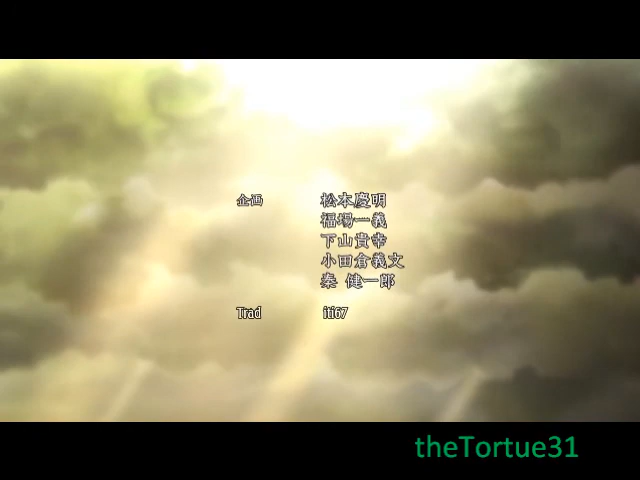 企画 松本慶明
福場一義
下山貴幸
小田倉義文
秦 健一郎
Trad iti67
theTortue31